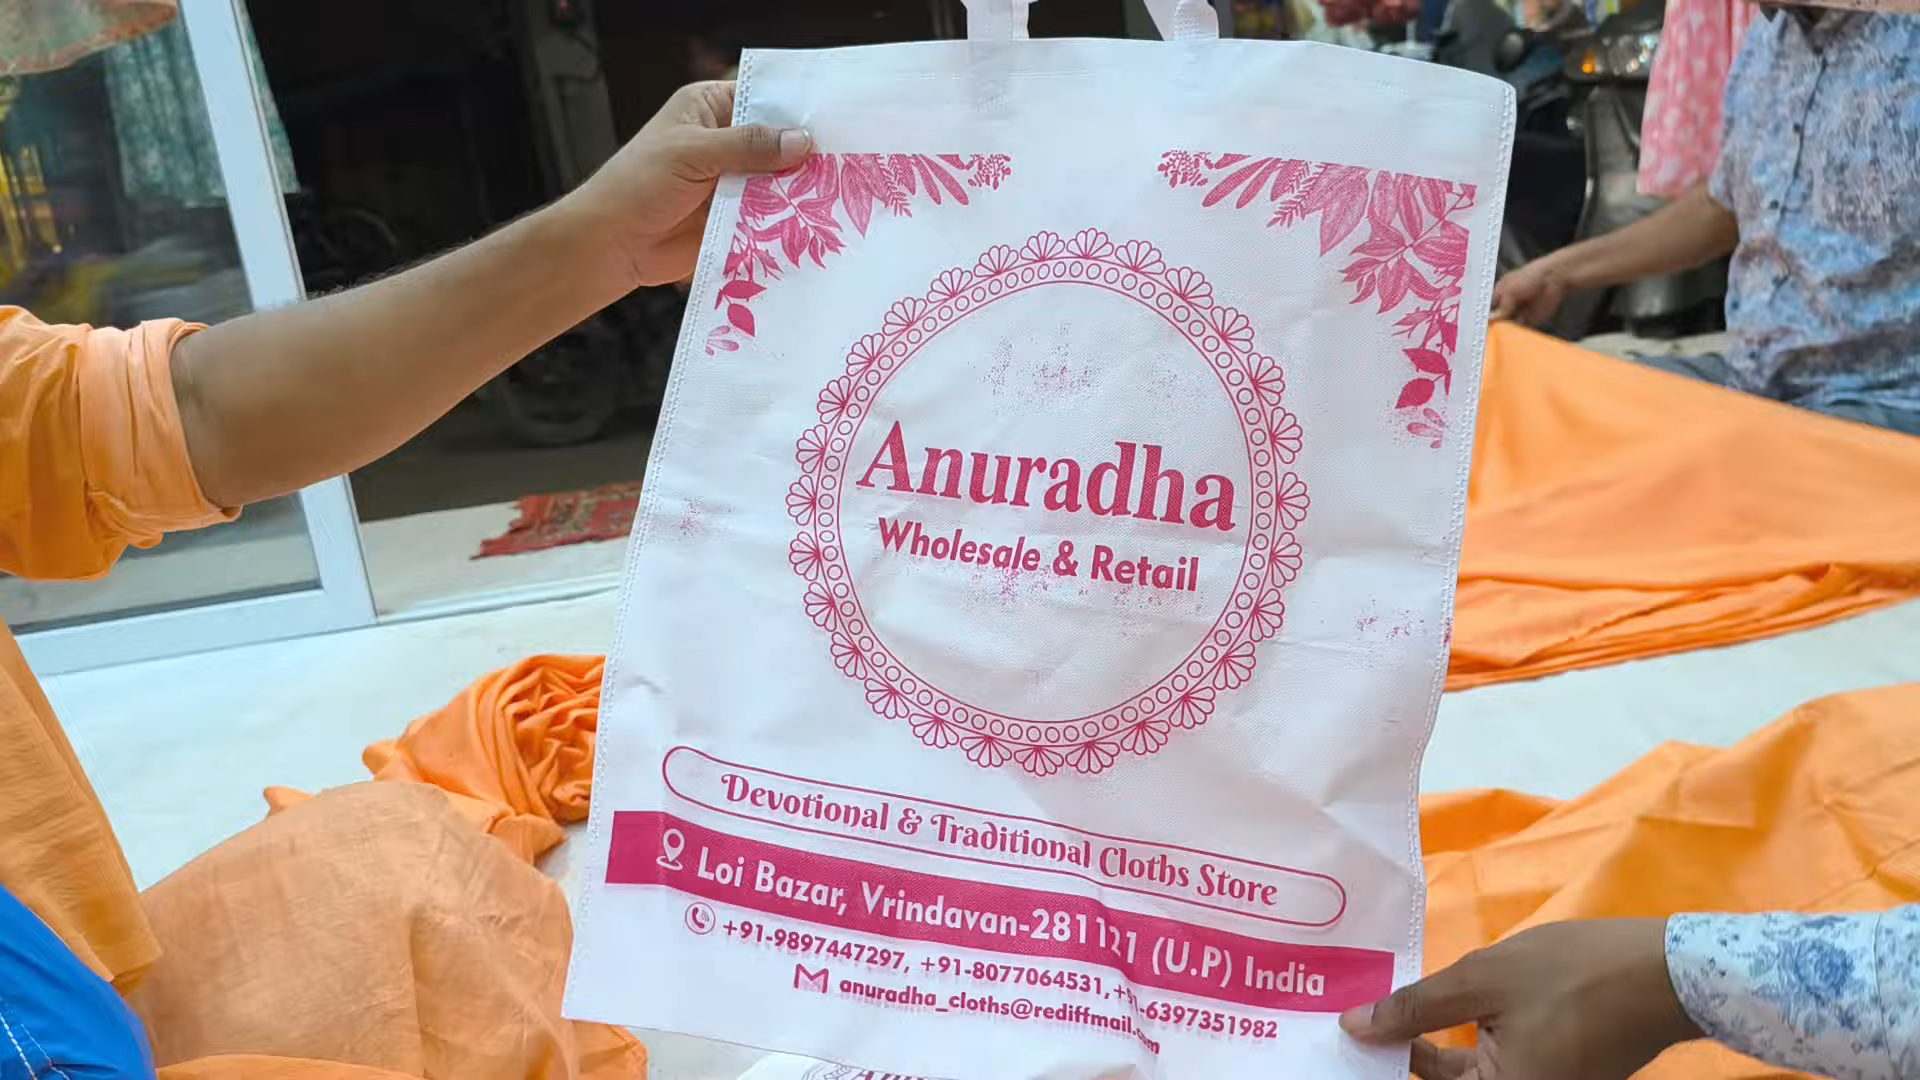 Anuradha
Wholesale & Retail
Devotional & Traditional Cloths Store
Loi Bazar, Vrindavan-281121 (U.P) India
+91-9897447297, +91-8077064531,+91-6397351982
anuradha_cloths@rediffmail.com